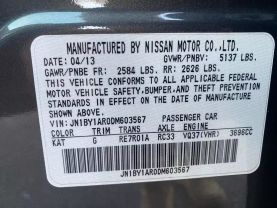 MANUFACTURED BY NISSAN MOTOR CO.,LTD.
DATE 04/13 GVWR/PNBV: 5137 LBS.
GAWR/PNBE FR: 2584 LBS. RR: 2626 LBS.
THIS VEHICLE CONFORMS TO ALL APPLICABLE FEDERAL
MOTOR VEHICLE SAFETY,BUMPER,AND THEFT PREVENTION
STANDARDS IN EFFECT ON THE DATE OF MANUFACTURE
SHOWN ABOVE.
VIN: JN1BY1AR0DM603567 PASSENGER CAR
TRIM COLOR TRANS AXLE ENGINE
KAT G RE7R01A RC33 VQ37(VHR) 3696CC
JN1BY1AR0DM603567